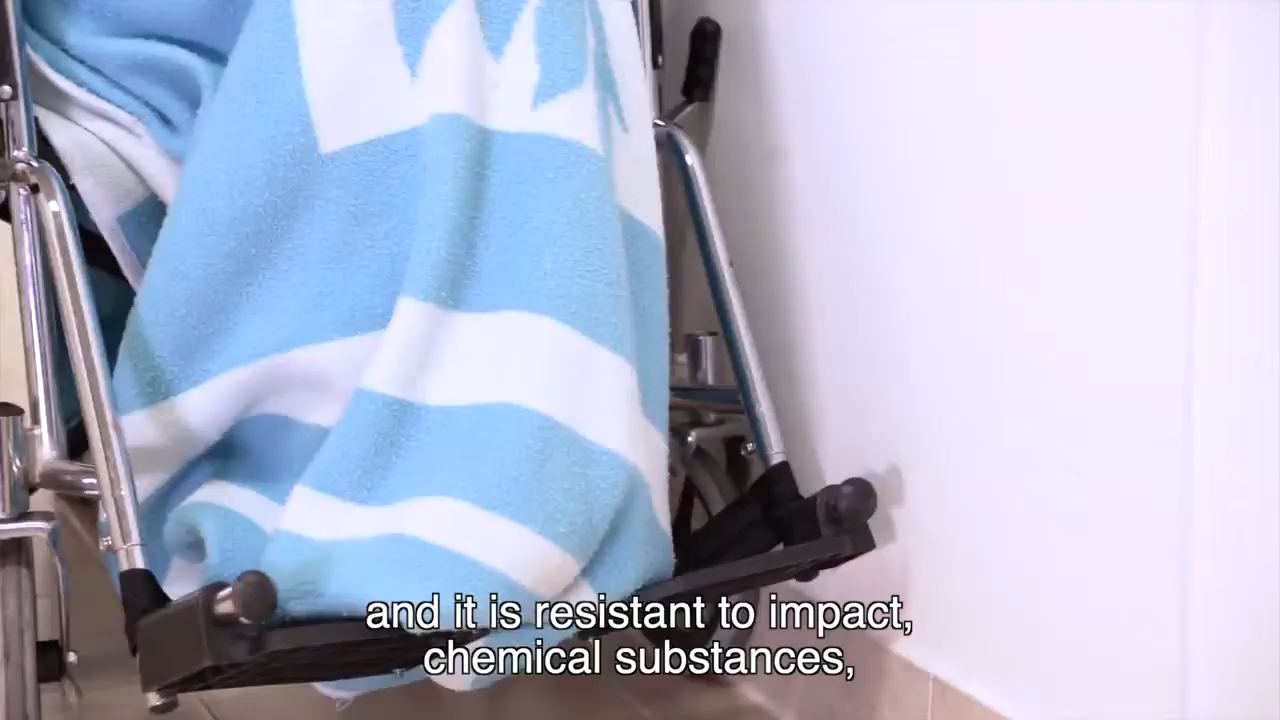 and it is resistant to impact,
chemical substances,